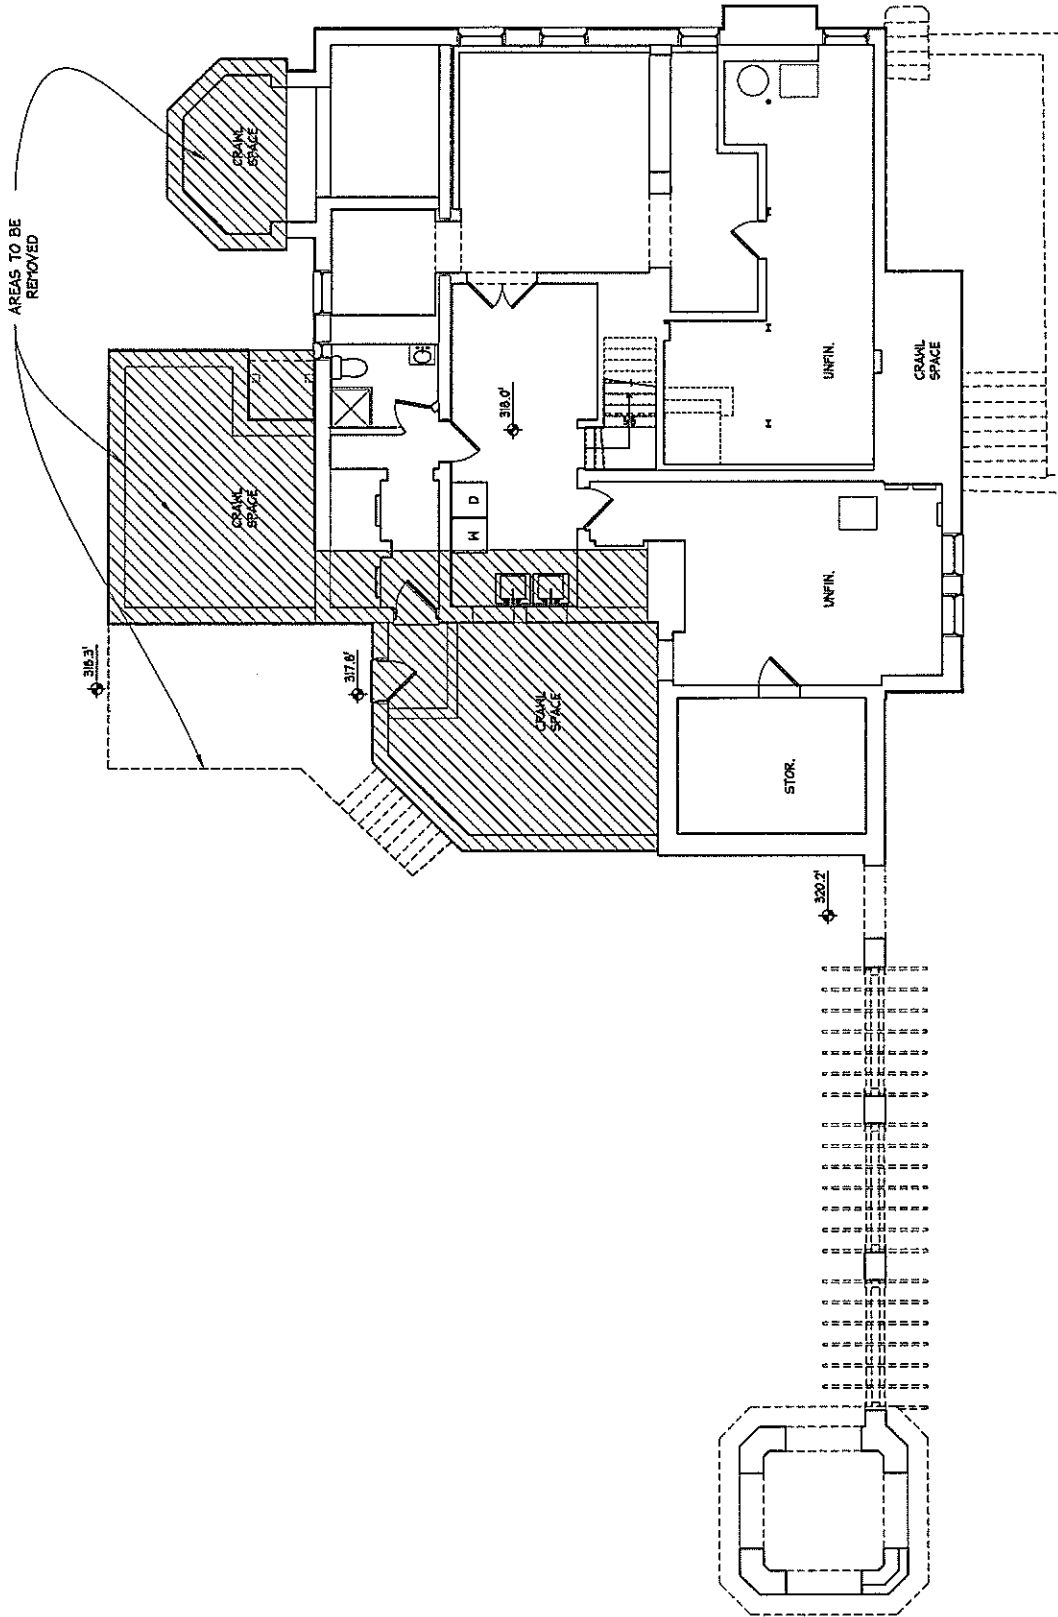 AREAS TO BE
REMOVED
CRAWL
SPACE
CRAWL
SPACE
318.3'
317.8'
318.0'
W
D
CRAWL
SPACE
UNFIN.
CRAWL
SPACE
UNFIN.
STOR.
320.2'